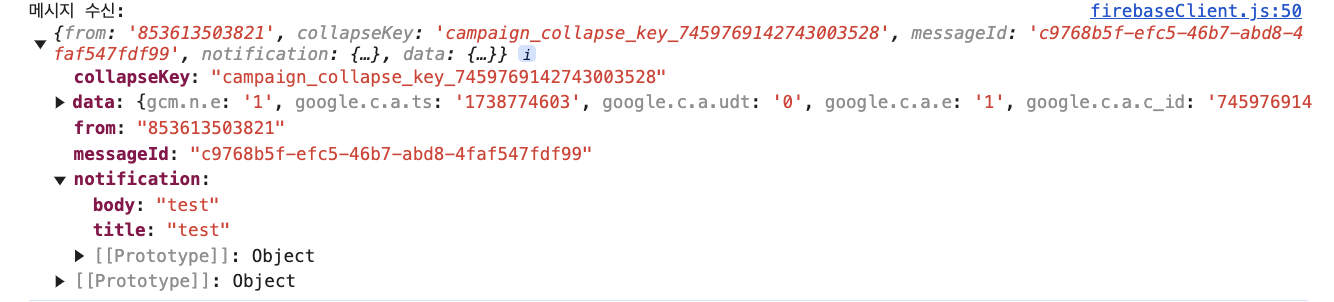 메시지 수신: firebaseClient.js:50
{from: '853613503821', collapseKey: 'campaign_collapse_key_7459769142743003528', messageId: 'c9768b5f-efc5-46b7-abd8-4
faf547fdf99', notification: {…}, data: {…}} i
collapseKey: "campaign_collapse_key_7459769142743003528"
data: {gcm.n.e: '1', google.c.a.ts: '1738774603', google.c.a.udt: '0', google.c.a.e: '1', google.c.a.c_id: '745976914
from: "853613503821"
messageId: "c9768b5f-efc5-46b7-abd8-4faf547fdf99"
notification:
body: "test"
title: "test"
[[Prototype]]: Object
[[Prototype]]: Object